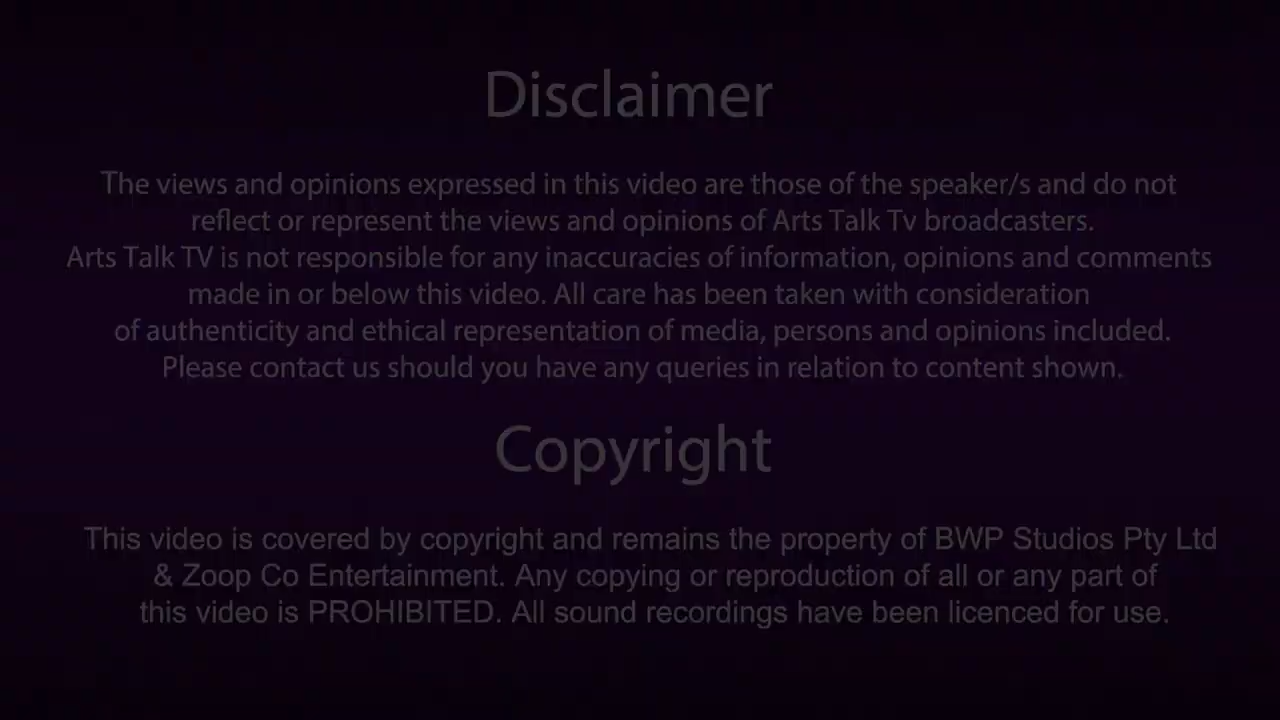 Disclaimer
The views and opinions expressed in this video are those of the speaker/s and do not
reflect or represent the views and opinions of Arts Talk Tv broadcasters.
Arts Talk TV is not responsible for any inaccuracies of information, opinions and comments
made in or below this video. All care has been taken with consideration
of authenticity and ethical representation of media, persons and opinions included.
Please contact us should you have any queries in relation to content shown.
Copyright
This video is covered by copyright and remains the property of BWP Studios Pty Ltd
& Zoop Co Entertainment. Any copying or reproduction of all or any part of
this video is PROHIBITED. All sound recordings have been licenced for use.